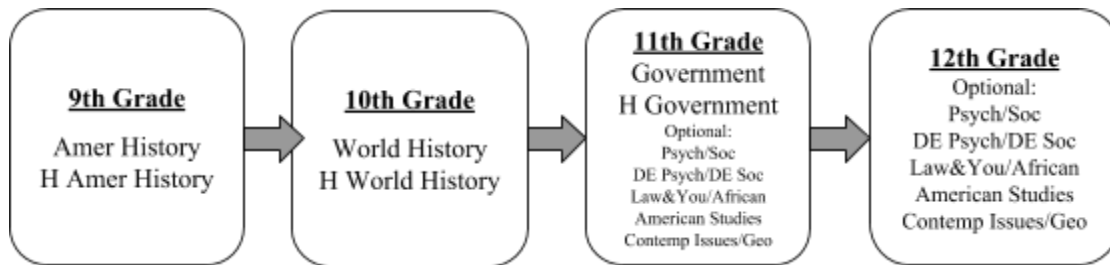 9th Grade
Amer History
H Amer History
10th Grade
World History
H World History
11th Grade
Government
H Government
Optional:
Psych/Soc
DE Psych/DE Soc
Law&You/African
American Studies
Contemp Issues/Geo
12th Grade
Optional:
Psych/Soc
DE Psych/DE Soc
Law&You/African
American Studies
Contemp Issues/Geo